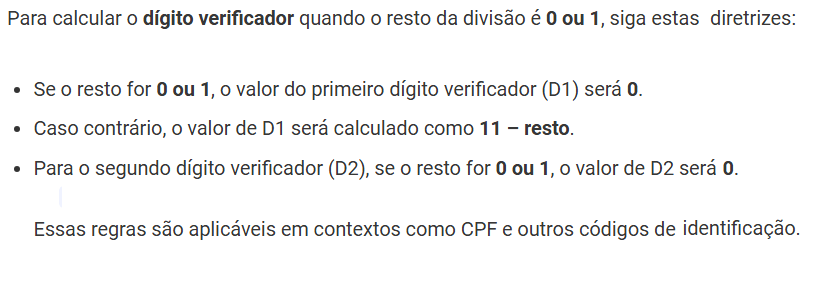 Para calcular o dígito verificador quando o resto da divisão é 0 ou 1, siga estas diretrizes:
• Se o resto for 0 ou 1, o valor do primeiro dígito verificador (D1) será 0.
• Caso contrário, o valor de D1 será calculado como 11 – resto.
• Para o segundo dígito verificador (D2), se o resto for 0 ou 1, o valor de D2 será 0.
Essas regras são aplicáveis em contextos como CPF e outros códigos de identificação.